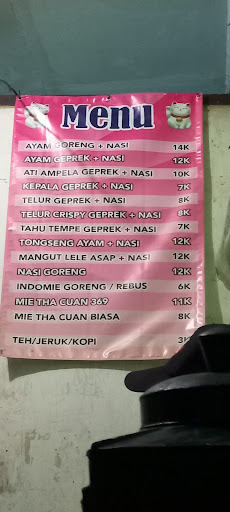 Menu
AYAM GORENG + NASI 14K
AYAM GEPREK + NASI 12K
ATI AMPELA GEPREK + NASI 10K
KEPALA GEPREK + NASI 7K
TELUR GEPREK + NASI 8K
TELUR CRISPY GEPREK + NASI 8K
TAHU TEMPE GEPREK + NASI 7K
TONGSENG AYAM + NASI 12K
MANGUT LELE ASAP + NASI 12K
NASI GORENG 12K
INDOMIE GORENG / REBUS 6K
MIE THA CUAN 369 11K
MIE THA CUAN BIASA 8K
TEH/JERUK/KOPI 3K